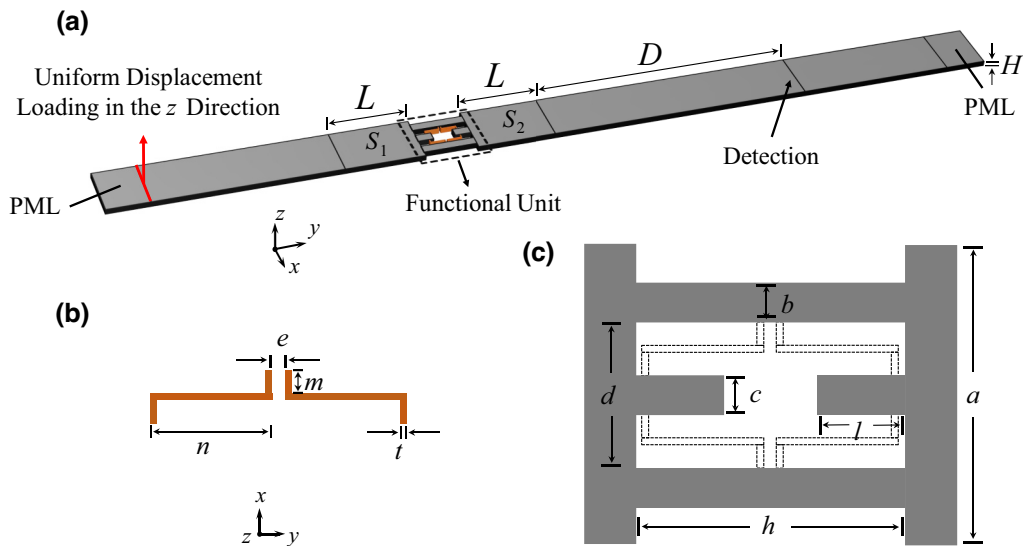 (a)
Uniform Displacement
Loading in the z Direction
L
L
D
H
S1
S2
PML
PML
Detection
Functional Unit
z
y
x
(b)
e
m
n
t
x
z
y
(c)
b
d
c
a
l
h